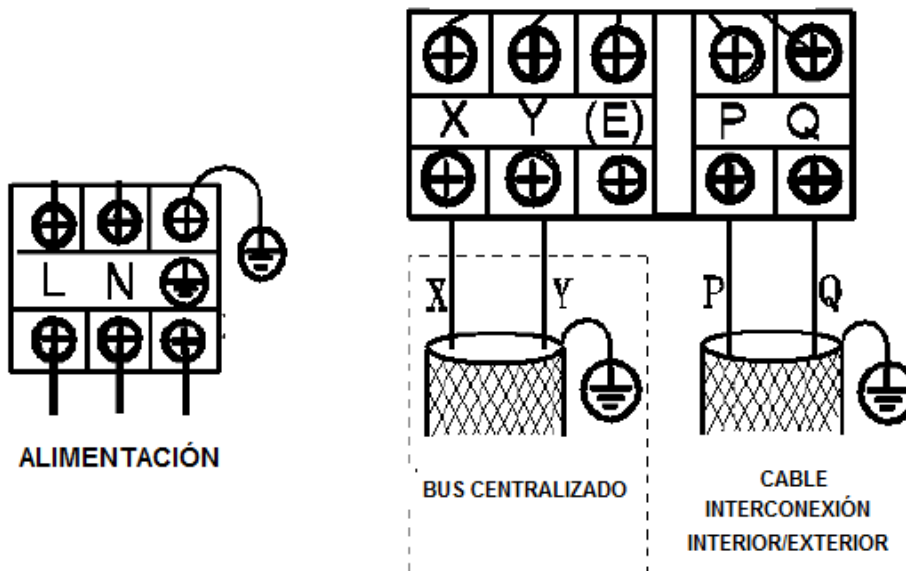 X Y (E) P Q
L N
X Y P Q
ALIMENTACIÓN
BUS CENTRALIZADO
CABLE
INTERCONEXIÓN
INTERIOR/EXTERIOR